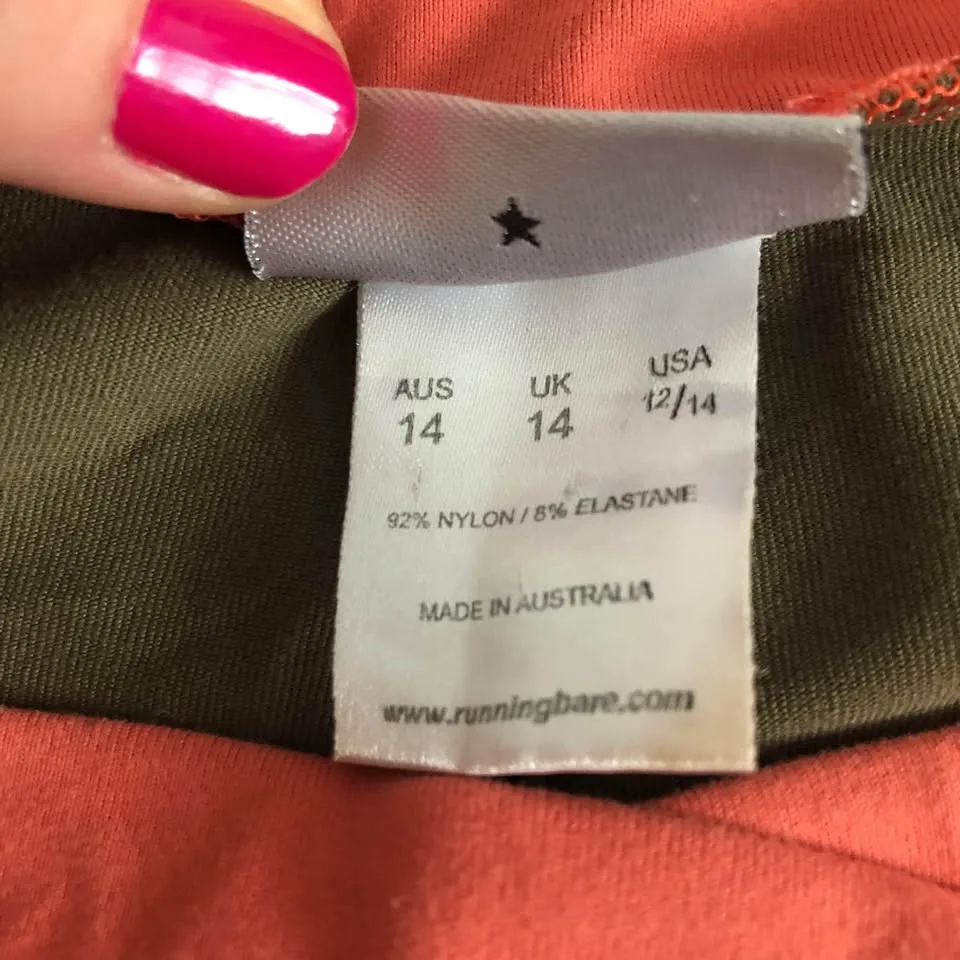 AUS UK USA
14 14 12/14
92% NYLON / 8% ELASTANE
MADE IN AUSTRALIA
www.runningbare.com